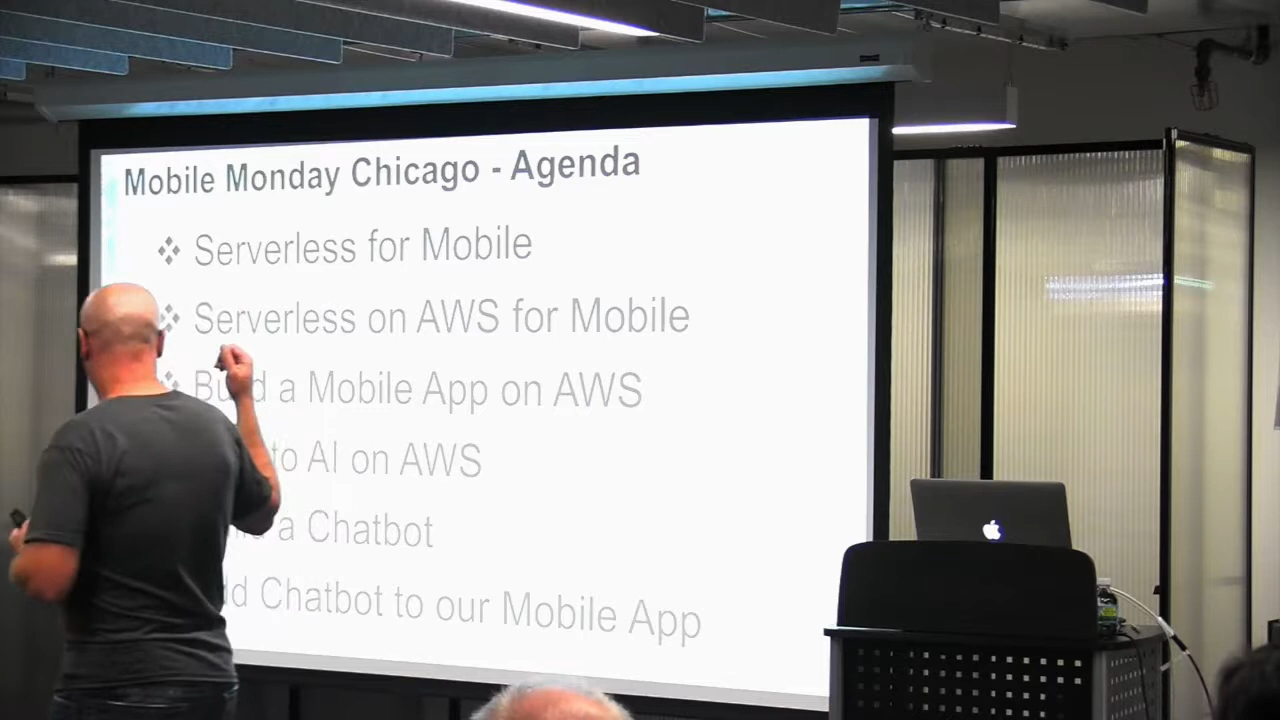 Mobile Monday Chicago - Agenda
❖ Serverless for Mobile
❖ Serverless on AWS for Mobile
❖ Build a Mobile App on AWS
to AI on AWS
a Chatbot
Chatbot to our Mobile App